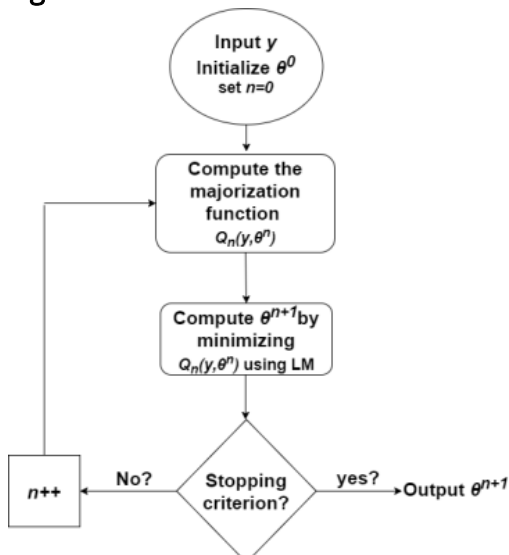 Input y
Initialize θ⁰
set n=0
Compute the
majorization
function
Qₙ(y,θⁿ)
Compute θⁿ⁺¹by
minimizing
Qₙ(y,θⁿ) using LM
Stopping
criterion?
No?
n++
yes?
Output θⁿ⁺¹